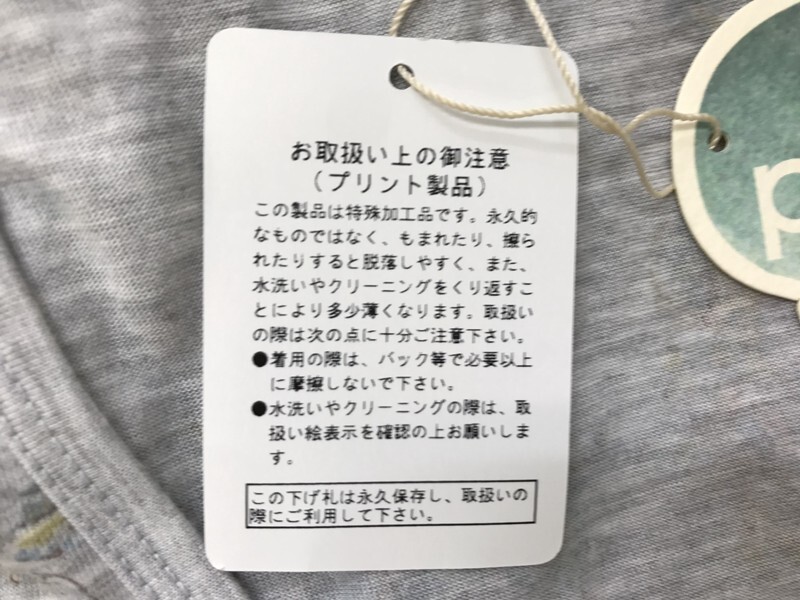 お取扱い上の御注意
(プリント製品)
この製品は特殊加工品です。永久的
なものではなく、もまれたり、擦ら
れたりすると脱落しやすく、また、
水洗いやクリーニングをくり返すこ
とにより多少薄くなります。取扱い
の際は次の点に十分ご注意下さい。
●着用の際は、バック等で必要以上
に摩擦しないで下さい。
●水洗いやクリーニングの際は、取
扱い絵表示を確認の上お願いしま
す。
この下げ札は永久保存し、取扱いの
際にご利用して下さい。
p